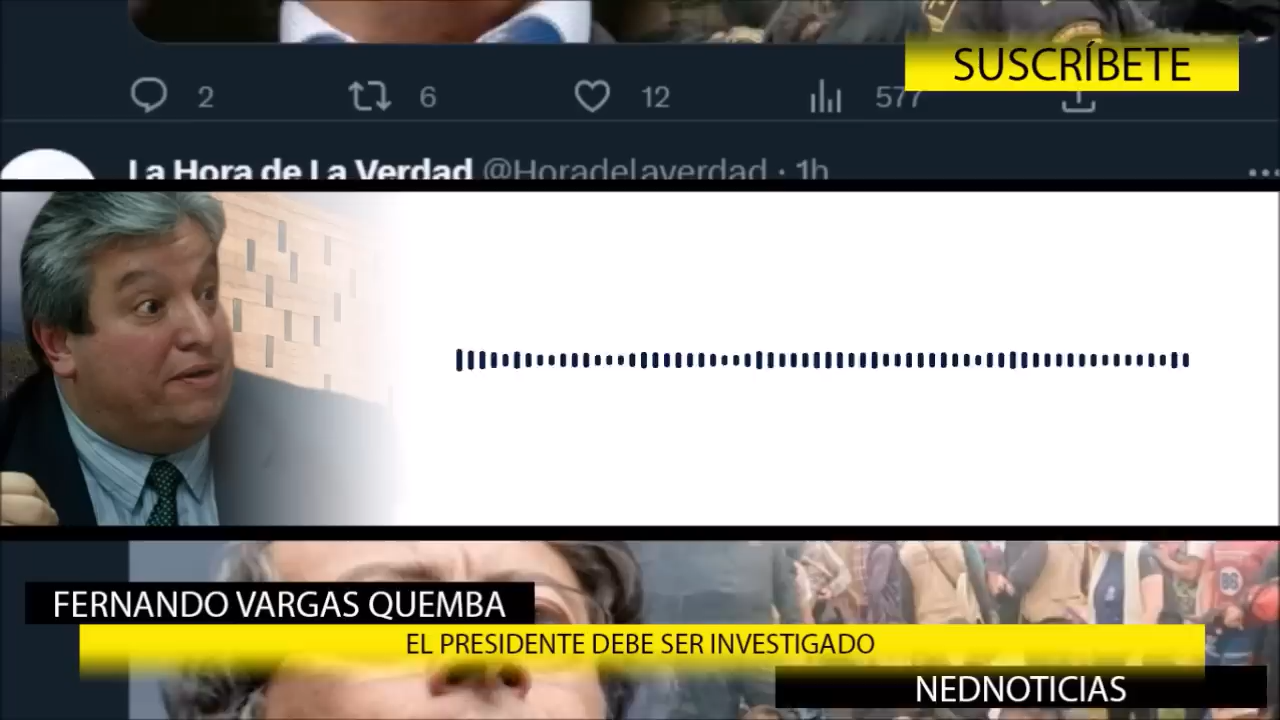 SUSCRÍBETE
2 6 12 577
La Hora de La Verdad @Horadelaverdad · 1h
FERNANDO VARGAS QUEMBA
EL PRESIDENTE DEBE SER INVESTIGADO
NEDNOTICIAS